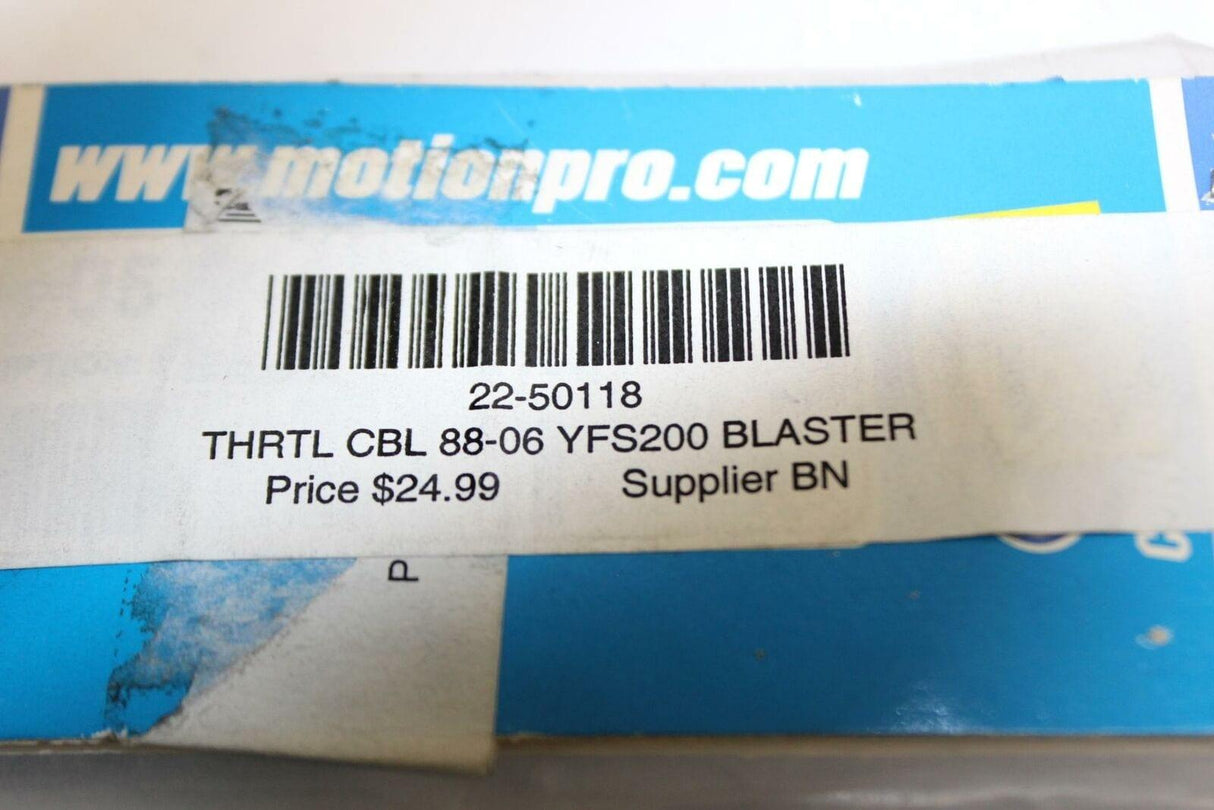 www.motionpro.com
22-50118
THRTL CBL 88-06 YFS200 BLASTER
Price $24.99 Supplier BN
P